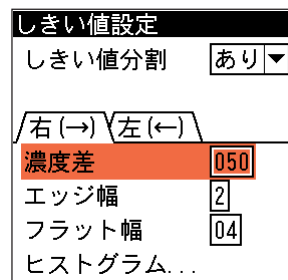 しきい値設定
しきい値分割 あり
右(→) 左(←)
濃度差 050
エッジ幅 2
フラット幅 04
ヒストグラム...